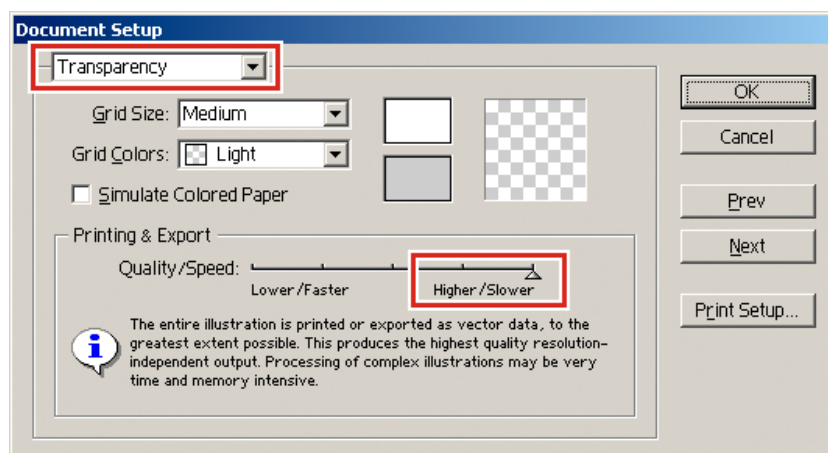 Document Setup
Transparency
OK
Grid Size: Medium
Cancel
Grid Colors: Light
Simulate Colored Paper
Prev
Printing & Export
Next
Quality/Speed:
Lower/Faster Higher/Slower
Print Setup...
The entire illustration is printed or exported as vector data, to the
greatest extent possible. This produces the highest quality resolution-
independent output. Processing of complex illustrations may be very
time and memory intensive.